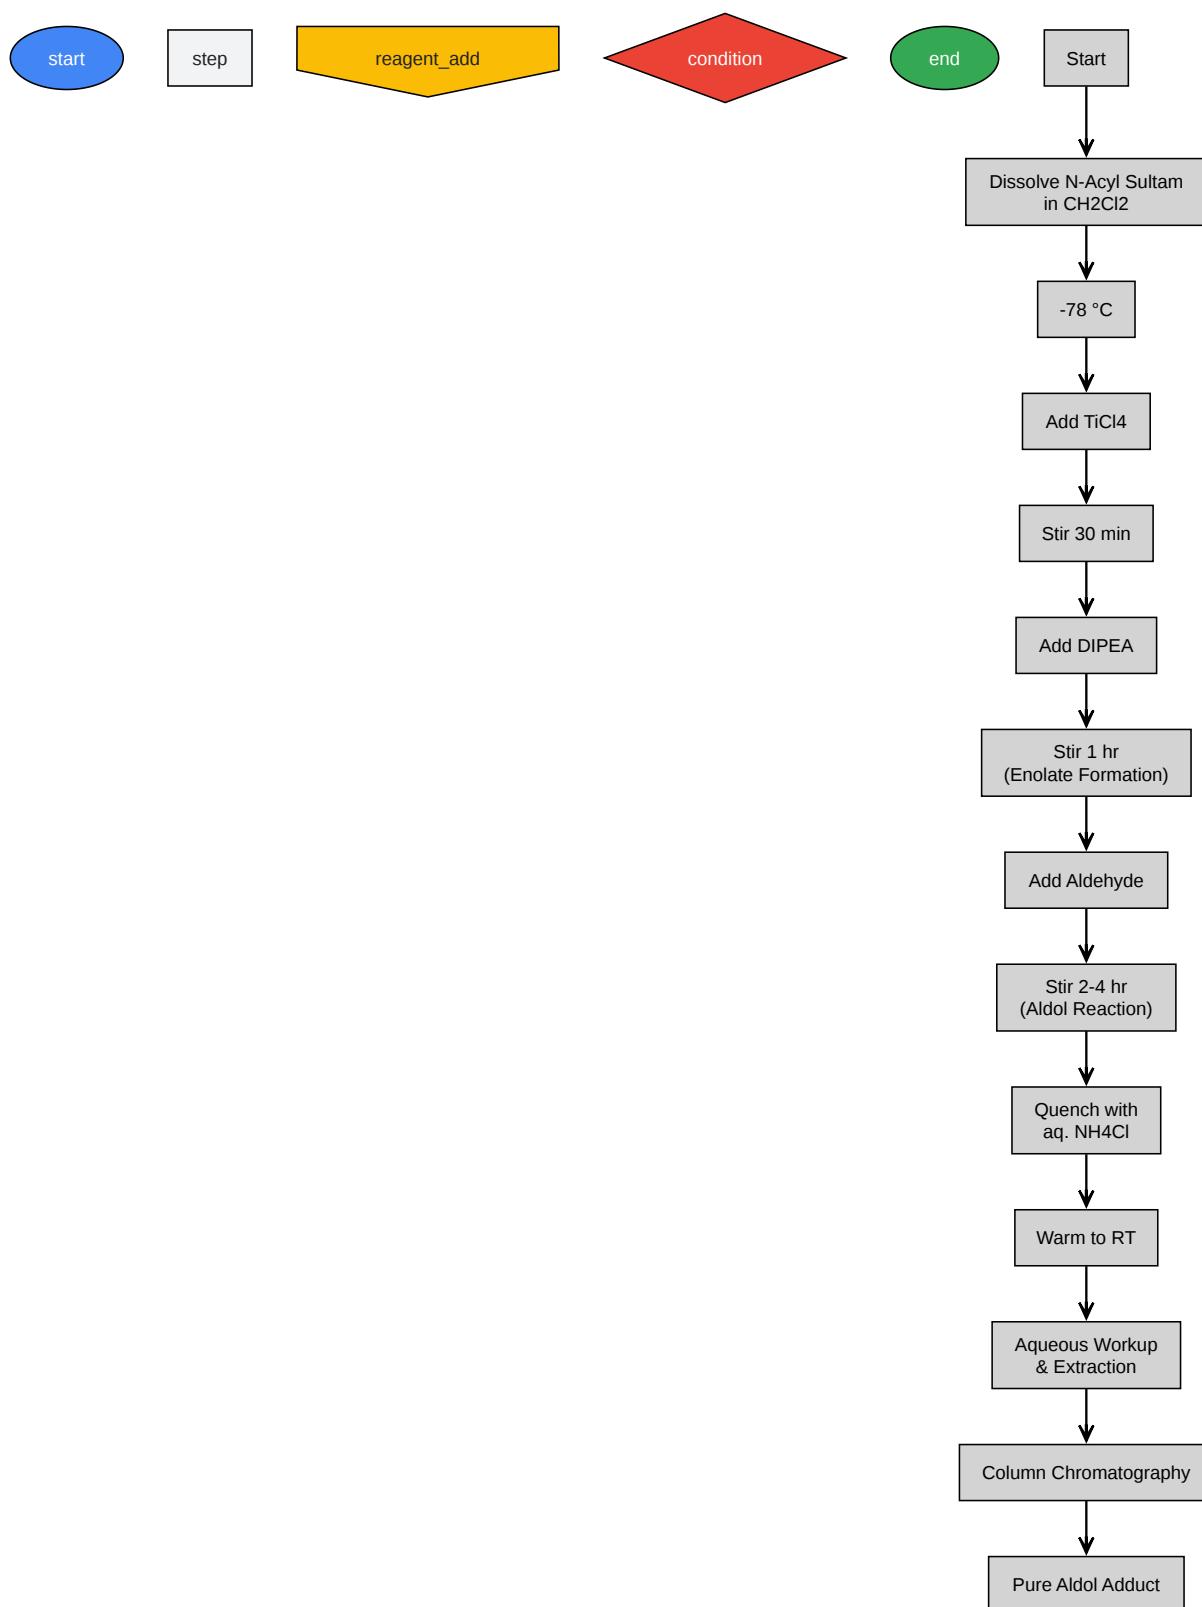 start
step
reagent_add
condition
end
Start
Dissolve N-Acyl Sultam
in CH2Cl2
-78 °C
Add TiCl4
Stir 30 min
Add DIPEA
Stir 1 hr
(Enolate Formation)
Add Aldehyde
Stir 2-4 hr
(Aldol Reaction)
Quench with
aq. NH4Cl
Warm to RT
Aqueous Workup
& Extraction
Column Chromatography
Pure Aldol Adduct